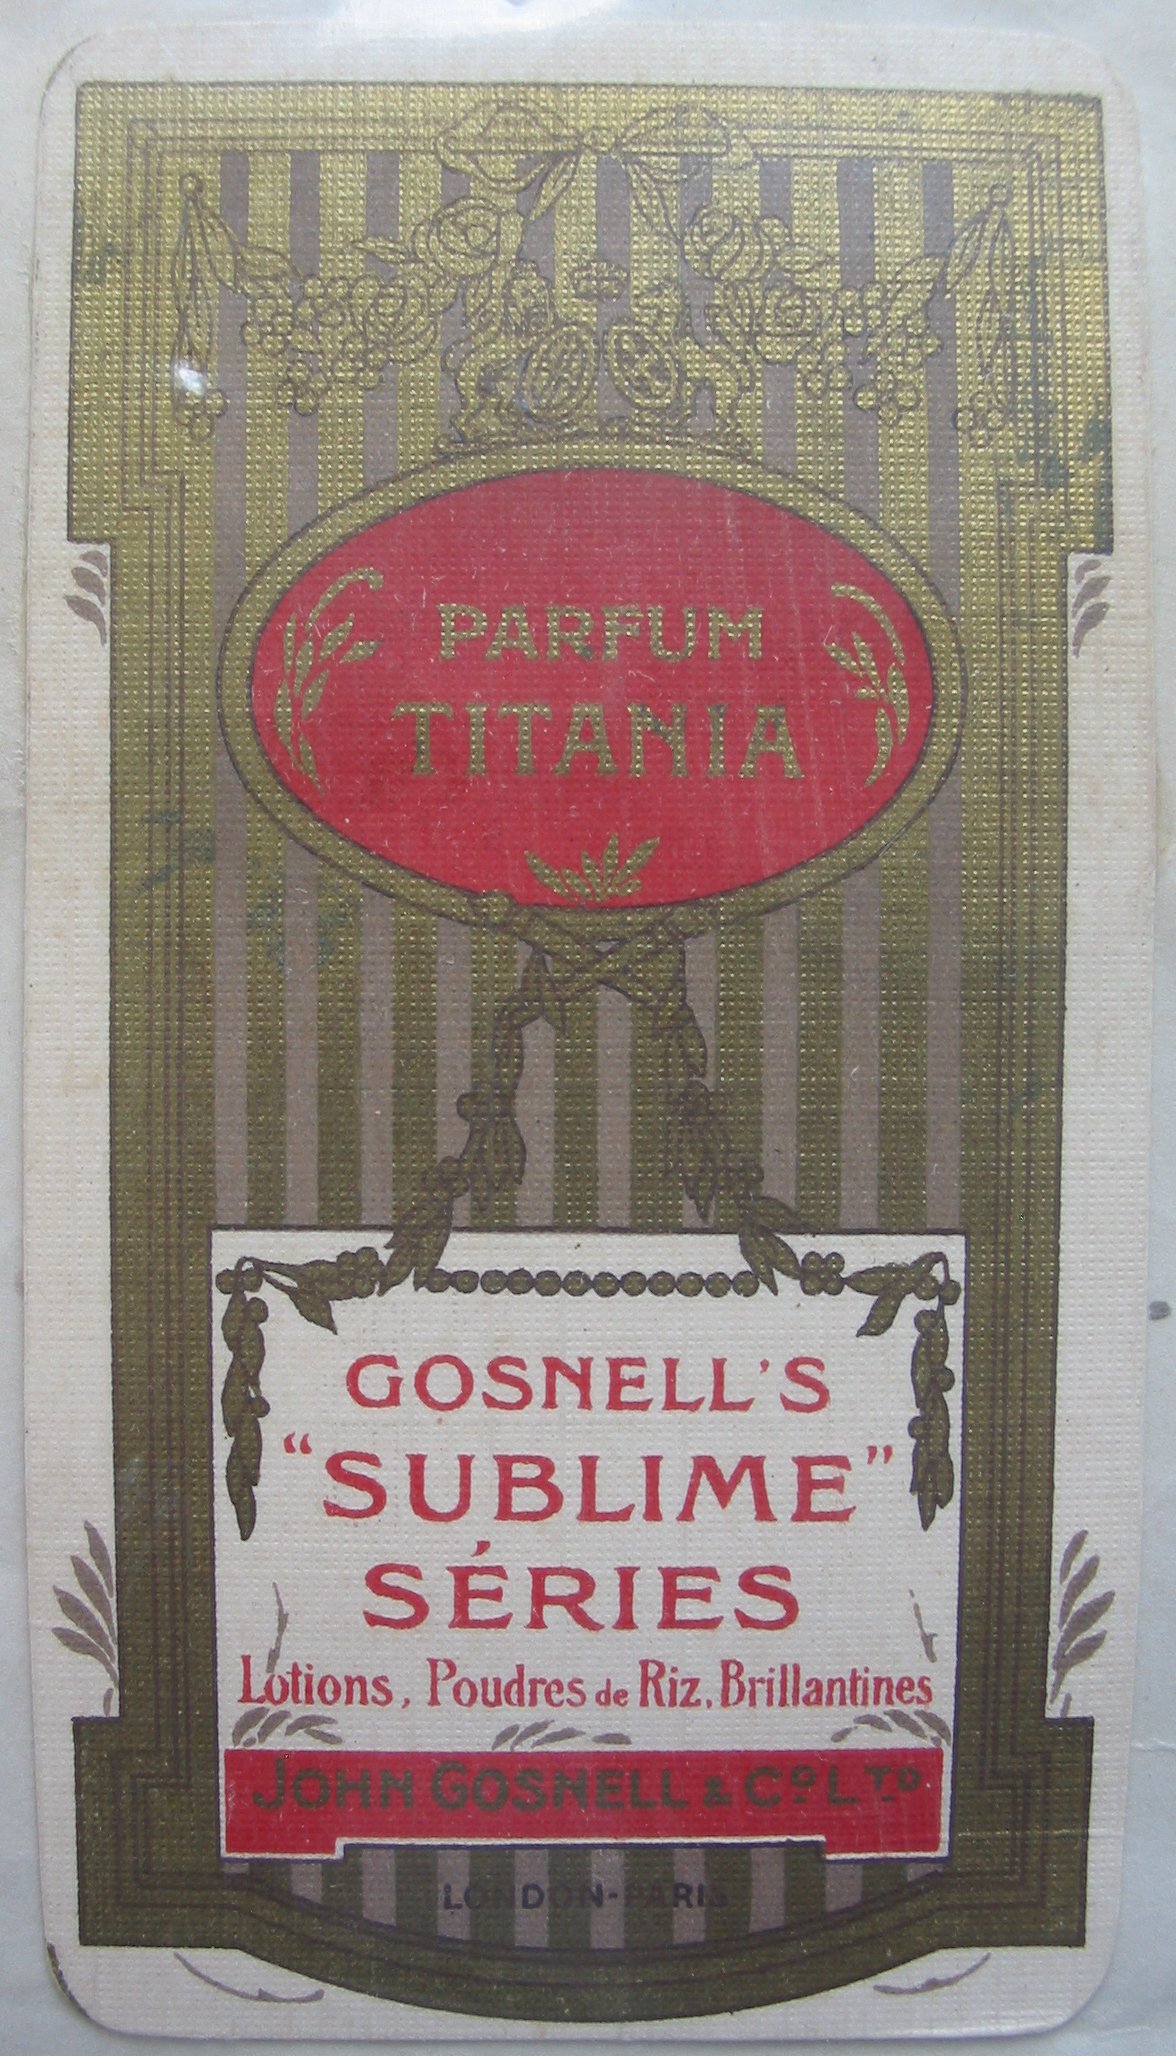 PARFUM
TITANIA
GOSNELL'S
"SUBLIME"
SÉRIES
Lotions, Poudres de Riz, Brillantines
JOHN GOSNELL & Co. LTD
LONDON-PARIS